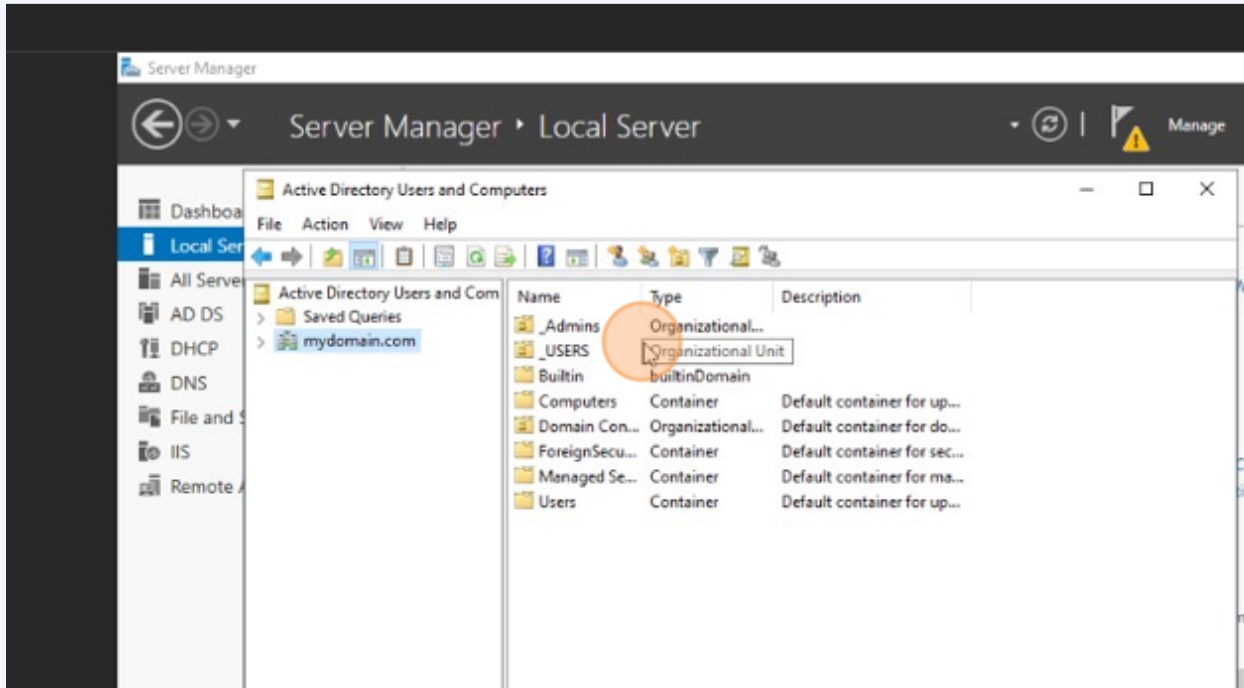 Server Manager
Server Manager • Local Server
Manage
Active Directory Users and Computers
File Action View Help
Dashboa
Local Ser
All Server
AD DS
DHCP
DNS
File and S
IIS
Remote A
Active Directory Users and Com
Saved Queries
mydomain.com
Name Type Description
_Admins Organizational...
_USERS Organizational Unit
Builtin builtinDomain
Computers Container Default container for up...
Domain Con... Organizational... Default container for do...
ForeignSecu... Container Default container for sec...
Managed Se... Container Default container for ma...
Users Container Default container for up...